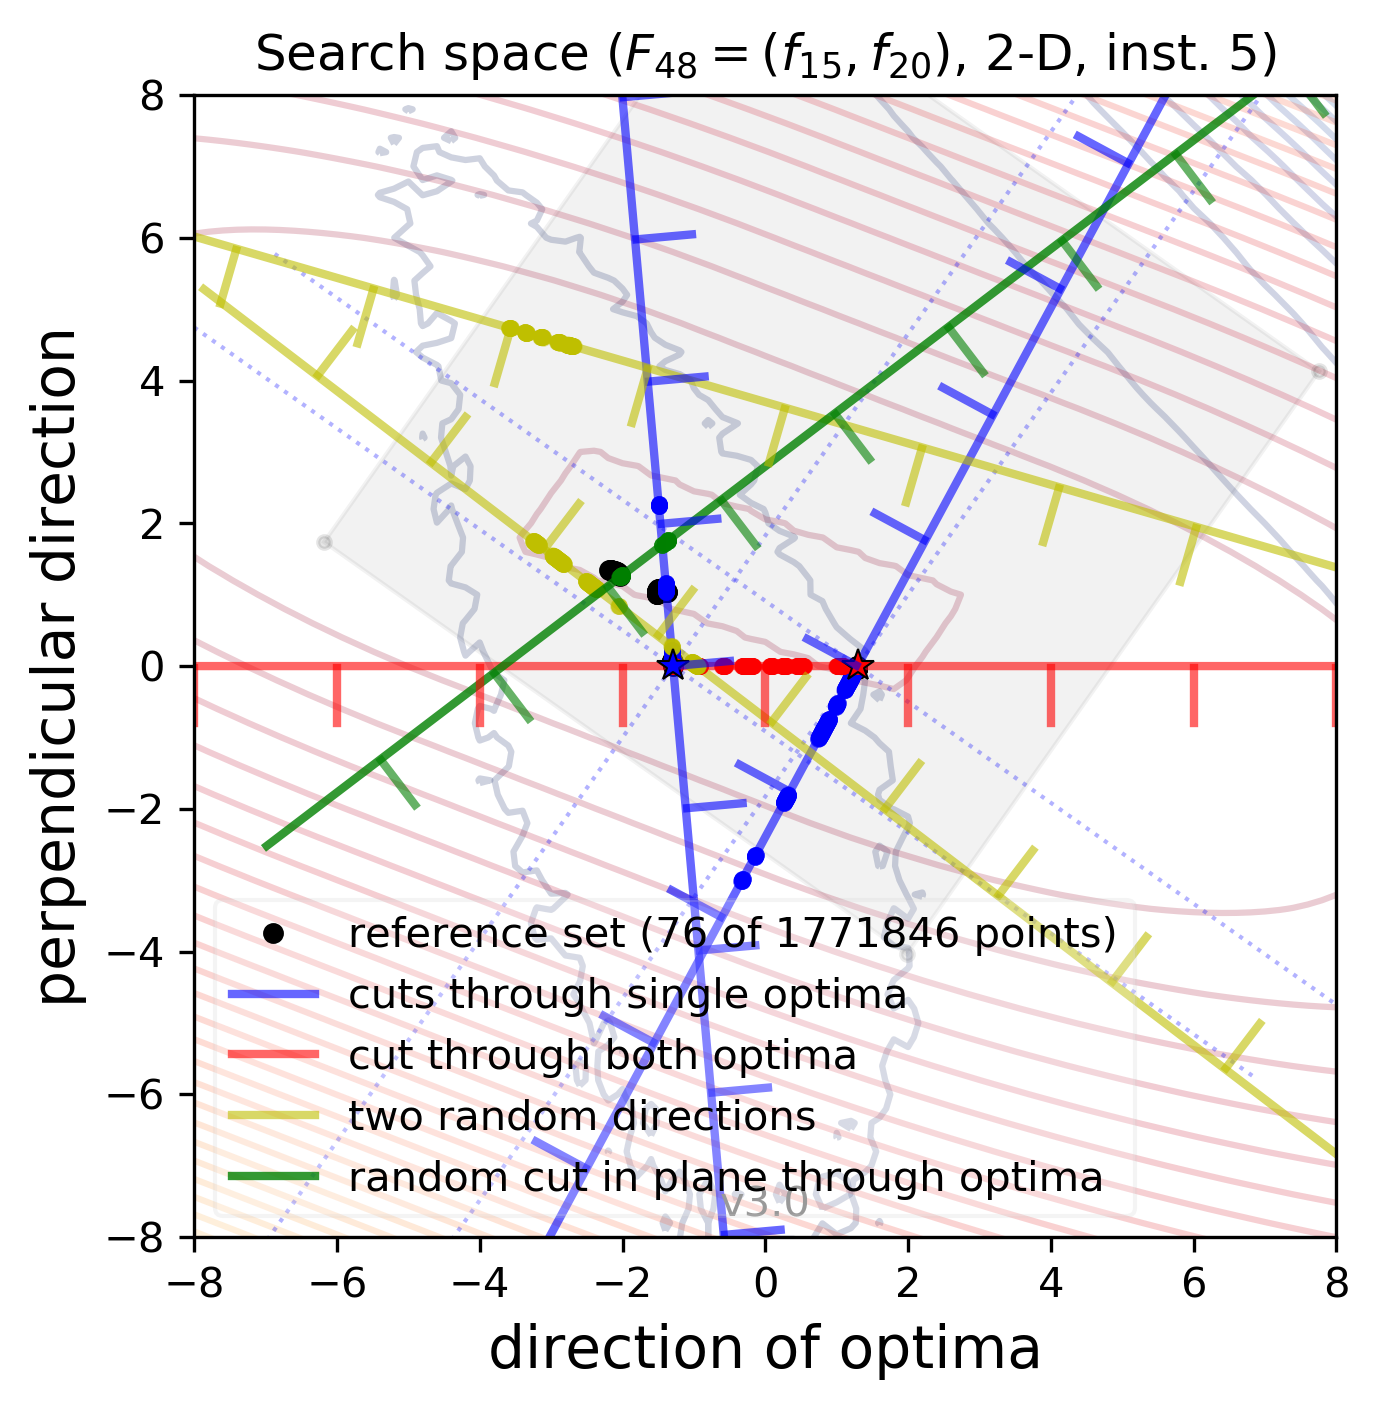 Search space (F48 = (f15, f20), 2-D, inst. 5)
8
6
4
2
0
−2
−4
−6
−8
perpendicular direction
reference set (76 of 1771846 points)
cuts through single optima
cut through both optima
two random directions
random cut in plane through optima
v3.0
−8 −6 −4 −2 0 2 4 6 8
direction of optima